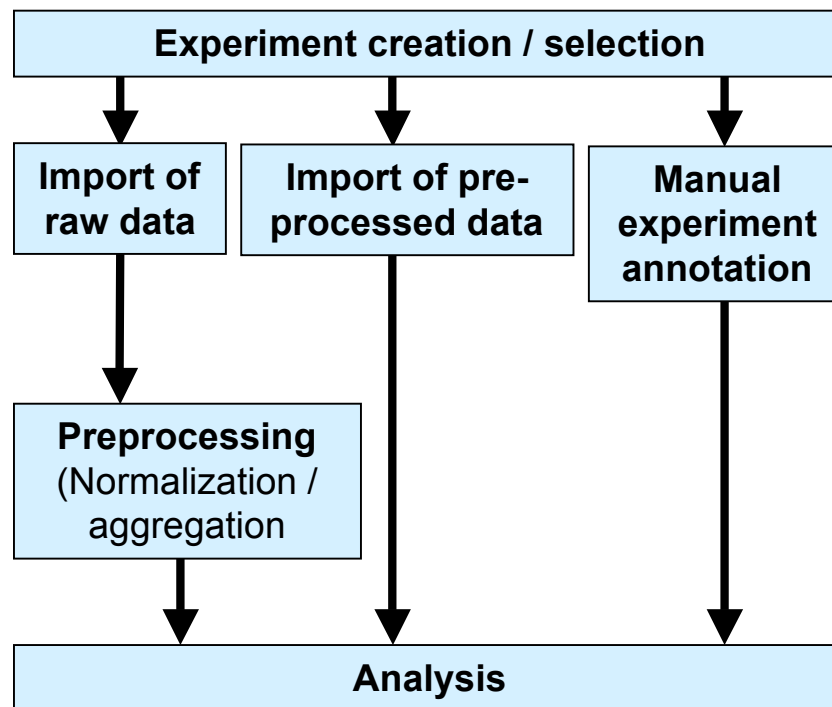 Experiment creation / selection
Import of
raw data
Import of pre-
processed data
Manual
experiment
annotation
Preprocessing
(Normalization /
aggregation
Analysis